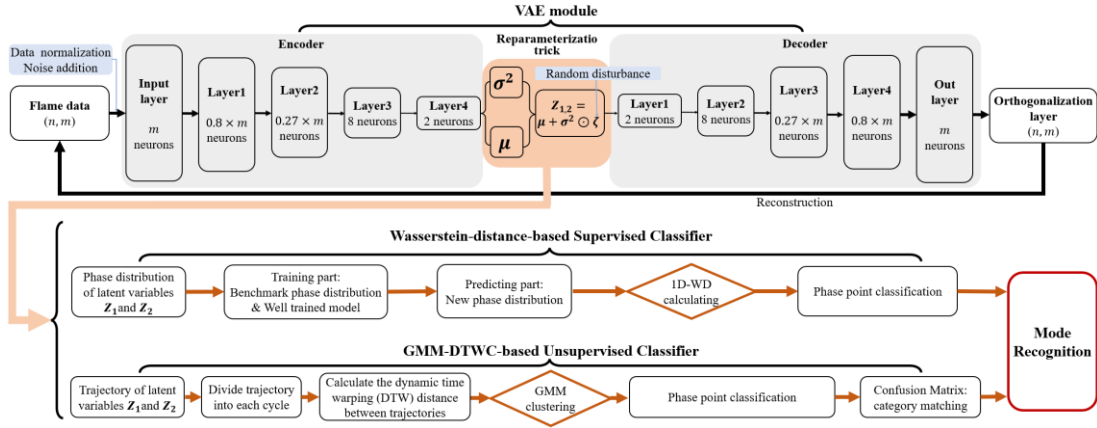 VAE module
Encoder
Reparameterizatio
trick
Decoder
Data normalization
Noise addition
Flame data
(n, m)
Input
layer
m
neurons
Layer1
0.8 × m
neurons
Layer2
0.27 × m
neurons
Layer3
8 neurons
Layer4
2 neurons
σ²
μ
Random disturbance
Z₁,₂ =
μ + σ² ⊙ ζ
Layer1
2 neurons
Layer2
8 neurons
Layer3
0.27 × m
neurons
Layer4
0.8 × m
neurons
Out
layer
m
neurons
Orthogonalization
layer
(n, m)
Reconstruction
Wasserstein-distance-based Supervised Classifier
Phase distribution
of latent variables
Z₁and Z₂
Training part:
Benchmark phase distribution
& Well trained model
Predicting part:
New phase distribution
1D-WD
calculating
Phase point classification
Mode
Recognition
GMM-DTWC-based Unsupervised Classifier
Trajectory of latent
variables Z₁and Z₂
Divide trajectory
into each cycle
Calculate the dynamic time
warping (DTW) distance
between trajectories
GMM
clustering
Phase point classification
Confusion Matrix:
category matching